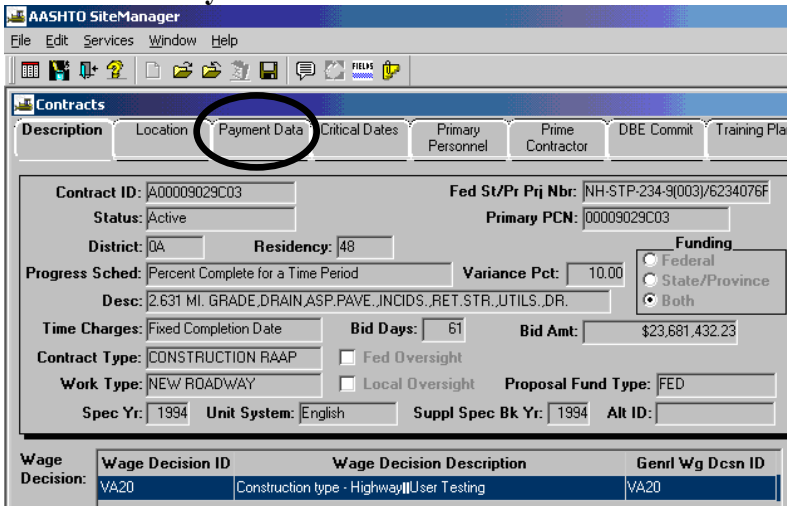 AASHTO SiteManager
File Edit Services Window Help
FIELDS
Contracts
Description Location Payment Data Critical Dates Primary Personnel Prime Contractor DBE Commit Training Pla
Contract ID: A00009029C03 Fed St/Pr Prj Nbr: NH-STP-234-9(003)/6234076F
Status: Active Primary PCN: 00009029C03
District: 0A Residency: 48 Funding
Federal
Progress Sched: Percent Complete for a Time Period Variance Pct: 10.00 State/Province
Desc: 2.631 MI. GRADE,DRAIN,ASP.PAVE.,INCIDS.,RET.STR.,UTILS.,DR. Both
Time Charges: Fixed Completion Date Bid Days: 61 Bid Amt: $23,681,432.23
Contract Type: CONSTRUCTION RAAP Fed Oversight
Work Type: NEW ROADWAY Local Oversight Proposal Fund Type: FED
Spec Yr: 1994 Unit System: English Suppl Spec Bk Yr: 1994 Alt ID:
Wage Decision: Wage Decision ID Wage Decision Description Genrl Wg Dcsn ID
VA20 Construction type - Highway||User Testing VA20